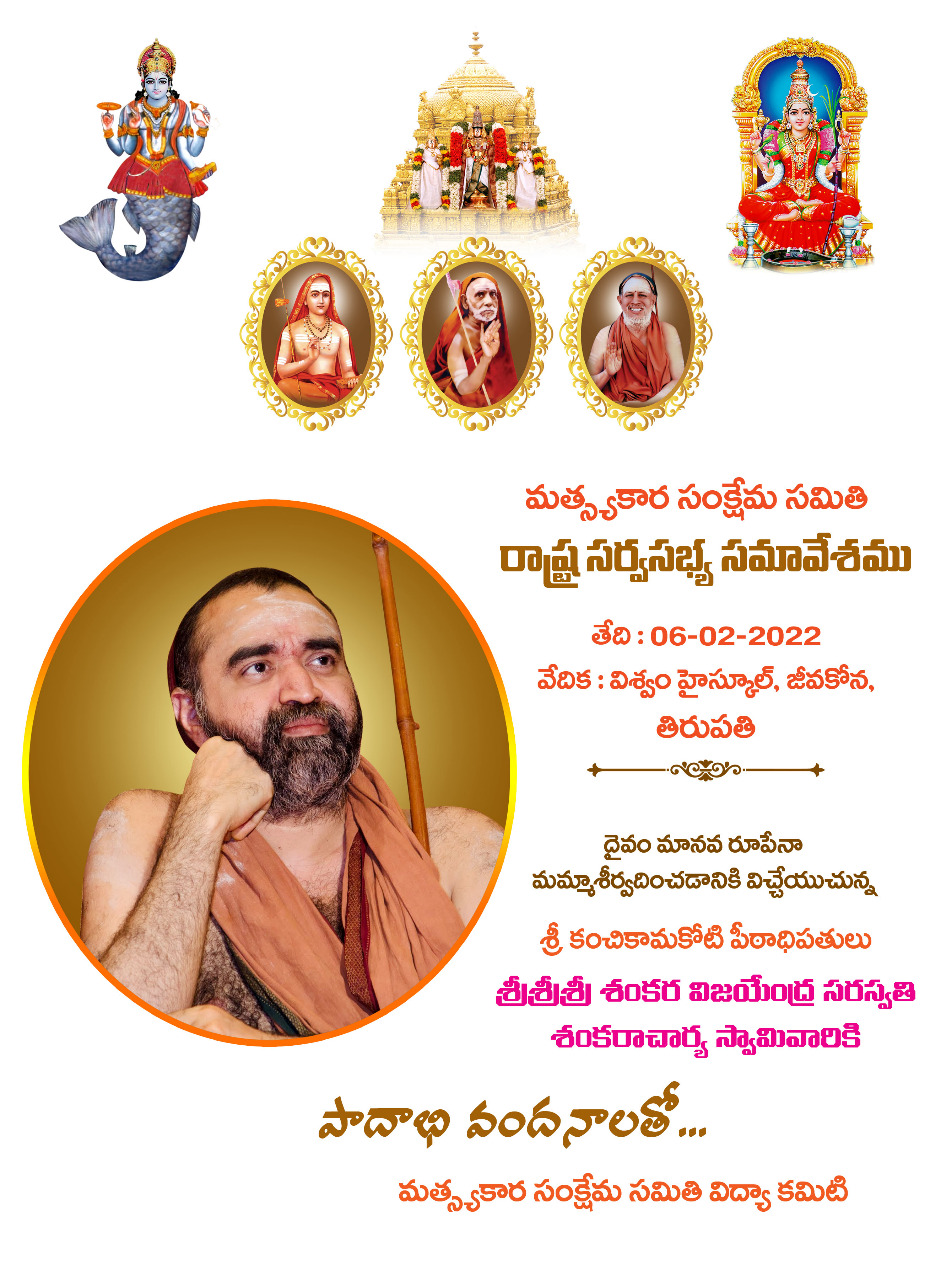 మత్స్యకార సంక్షేమ సమితి
రాష్ట్ర సర్వసభ్య సమావేశము
తేది : 06-02-2022
వేదిక : విశ్వం హైస్కూల్, జీవకోన,
తిరుపతి
దైవం మానవ రూపేనా
మమ్మాశీర్వదించడానికి విచ్చేయుచున్న
శ్రీ కంచికామకోటి పీఠాధిపతులు
శ్రీశ్రీశ్రీ శంకర విజయేంద్ర సరస్వతి
శంకరాచార్య స్వామివారికి
పాదాభి వందనాలతో...
మత్స్యకార సంక్షేమ సమితి విద్యా కమిటి